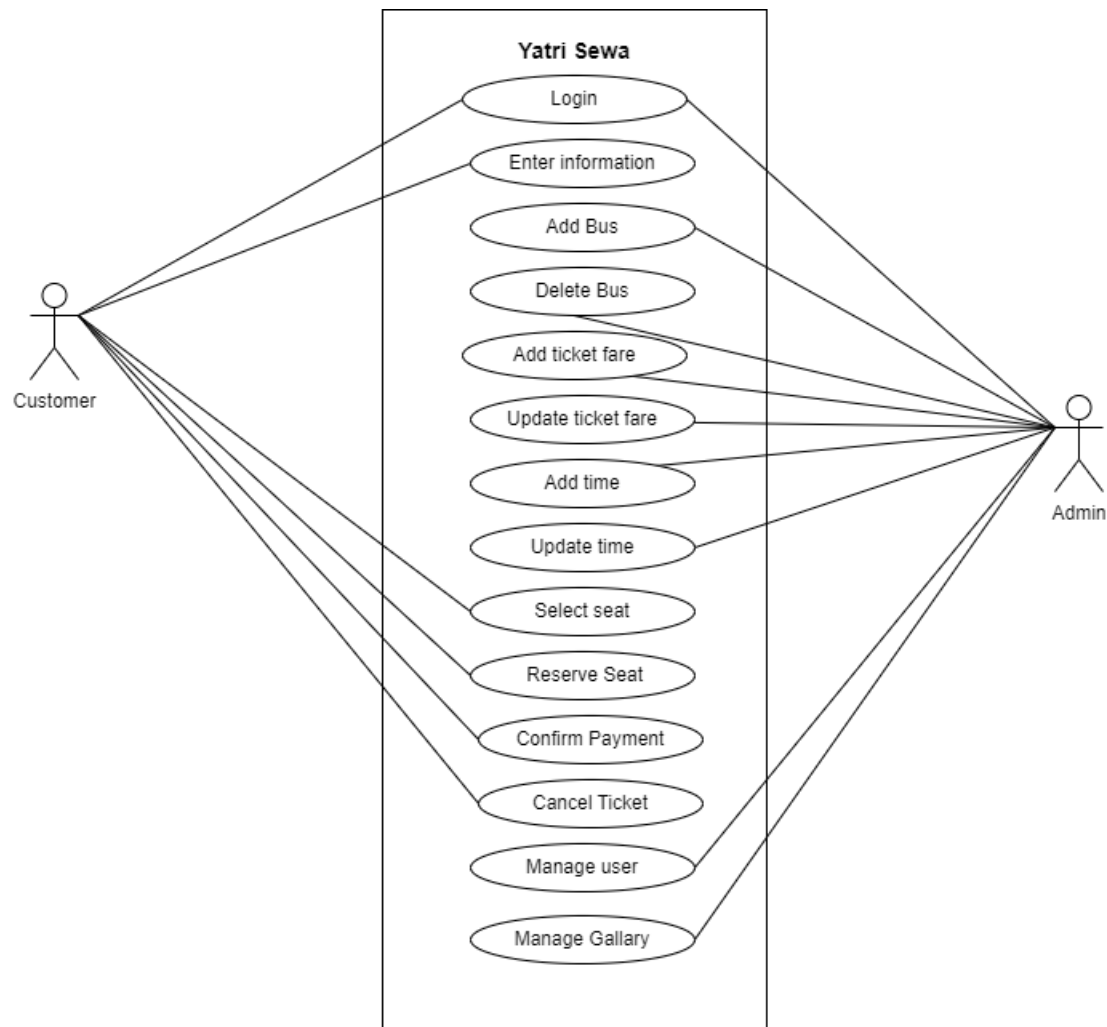 Yatri Sewa
Login
Enter information
Add Bus
Delete Bus
Add ticket fare
Customer
Update ticket fare
Add time
Admin
Update time
Select seat
Reserve Seat
Confirm Payment
Cancel Ticket
Manage user
Manage Gallary